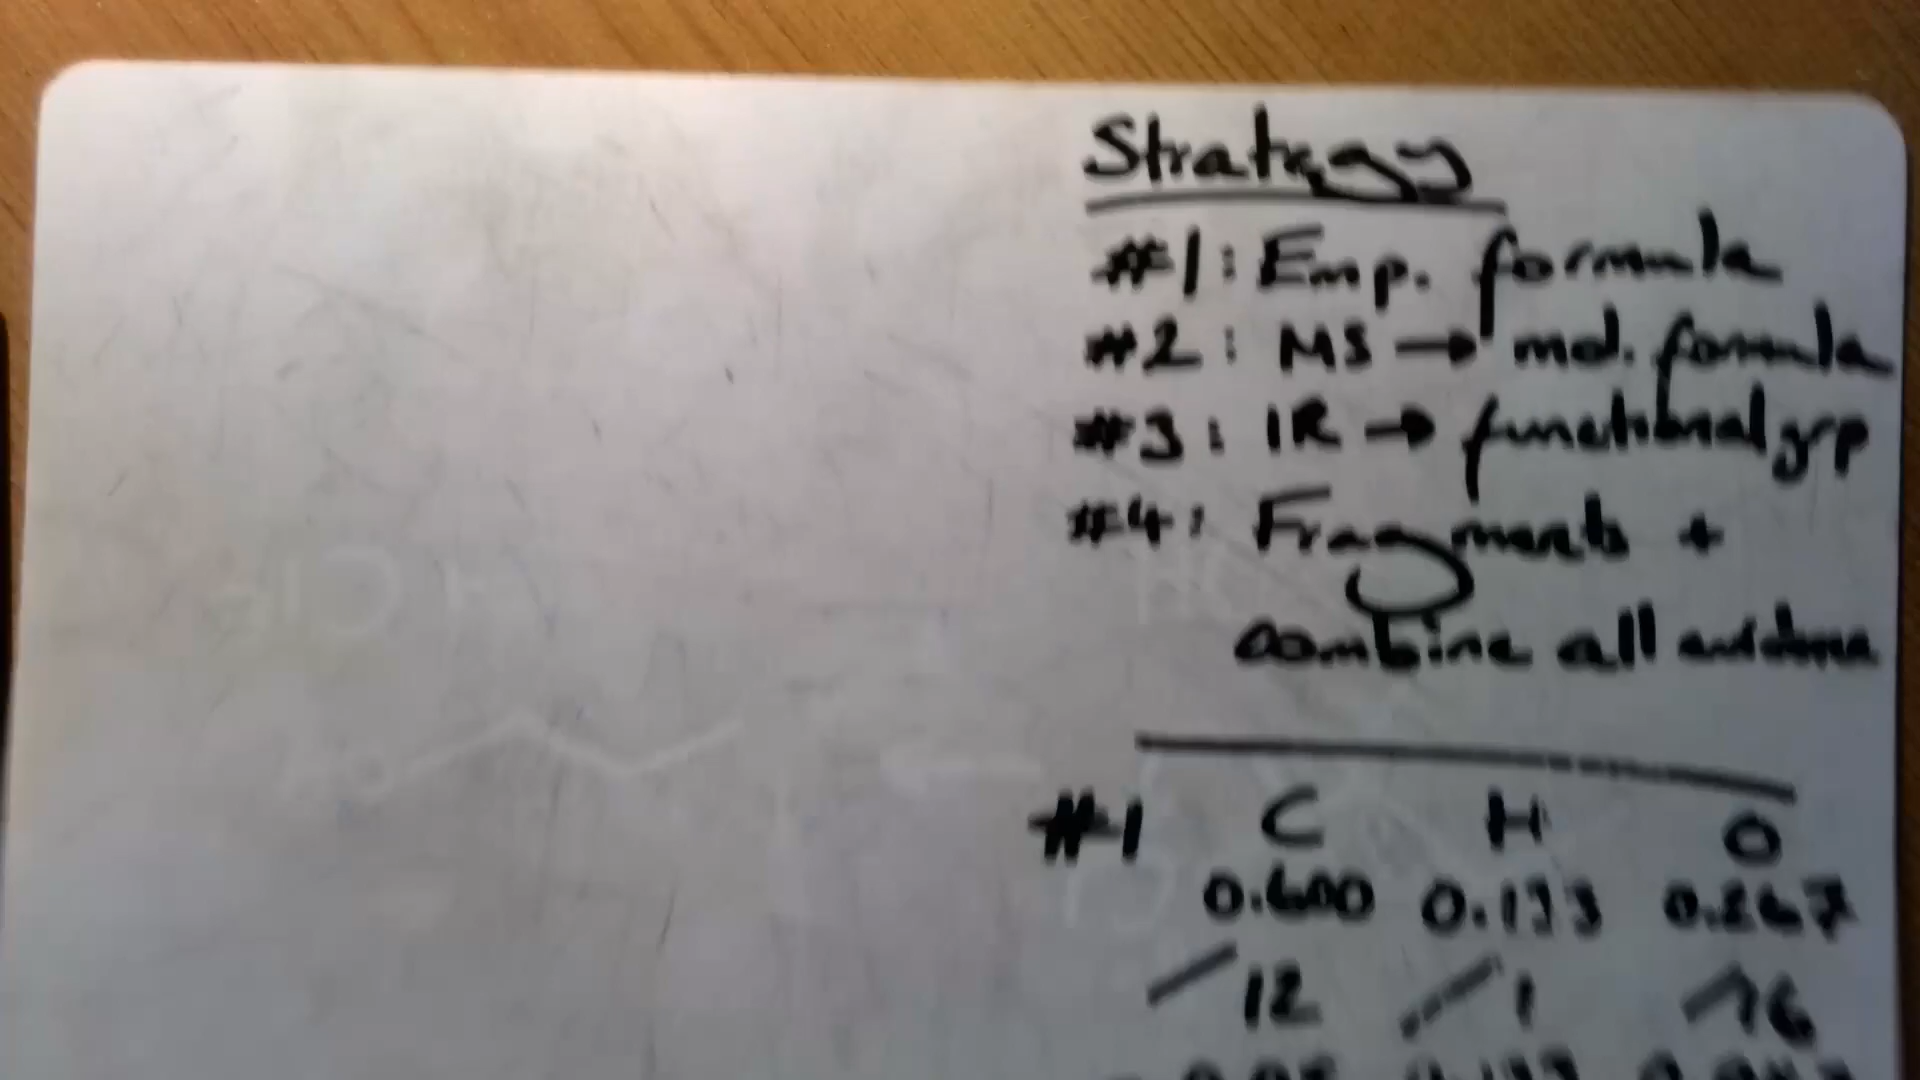 Strategy
#1: Emp. formula
#2: MS → mol. formula
#3: IR → functional grp
#4: Fragments +
combine all
#1 C H O
0.600 0.133 0.267
/12 /1 /16